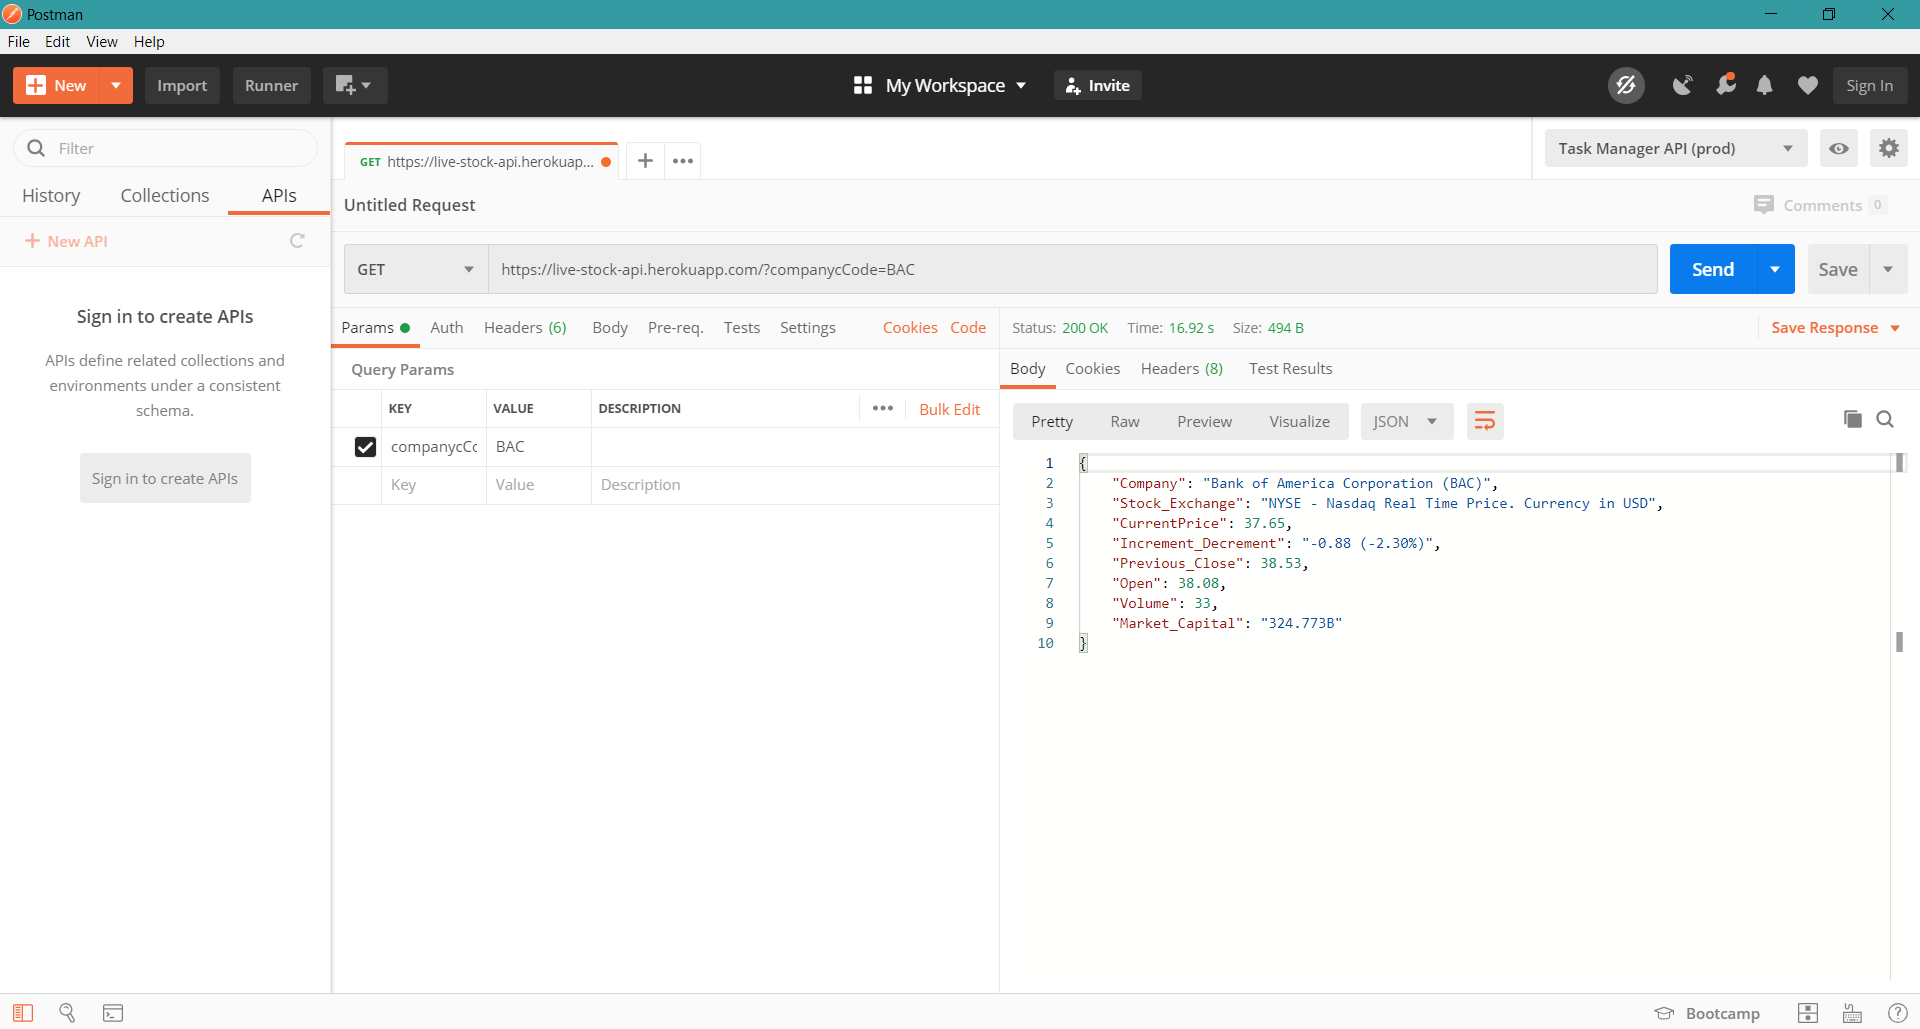 Postman
File Edit View Help
New Import Runner My Workspace Invite Sign In
Filter
History Collections APIs
New API
Sign in to create APIs
APIs define related collections and
environments under a consistent
schema.
Sign in to create APIs
GET https://live-stock-api.herokuap...
Task Manager API (prod)
Untitled Request
Comments 0
GET https://live-stock-api.herokuapp.com/?companycCode=BAC Send Save
Params Auth Headers (6) Body Pre-req. Tests Settings Cookies Code
Query Params
KEY VALUE DESCRIPTION ••• Bulk Edit
companycCc BAC
Key Value Description
Status: 200 OK Time: 16.92 s Size: 494 B Save Response
Body Cookies Headers (8) Test Results
Pretty Raw Preview Visualize JSON
1 {
2 "Company": "Bank of America Corporation (BAC)",
3 "Stock_Exchange": "NYSE - Nasdaq Real Time Price. Currency in USD",
4 "CurrentPrice": 37.65,
5 "Increment_Decrement": "-0.88 (-2.30%)",
6 "Previous_Close": 38.53,
7 "Open": 38.08,
8 "Volume": 33,
9 "Market_Capital": "324.773B"
10 }
Bootcamp